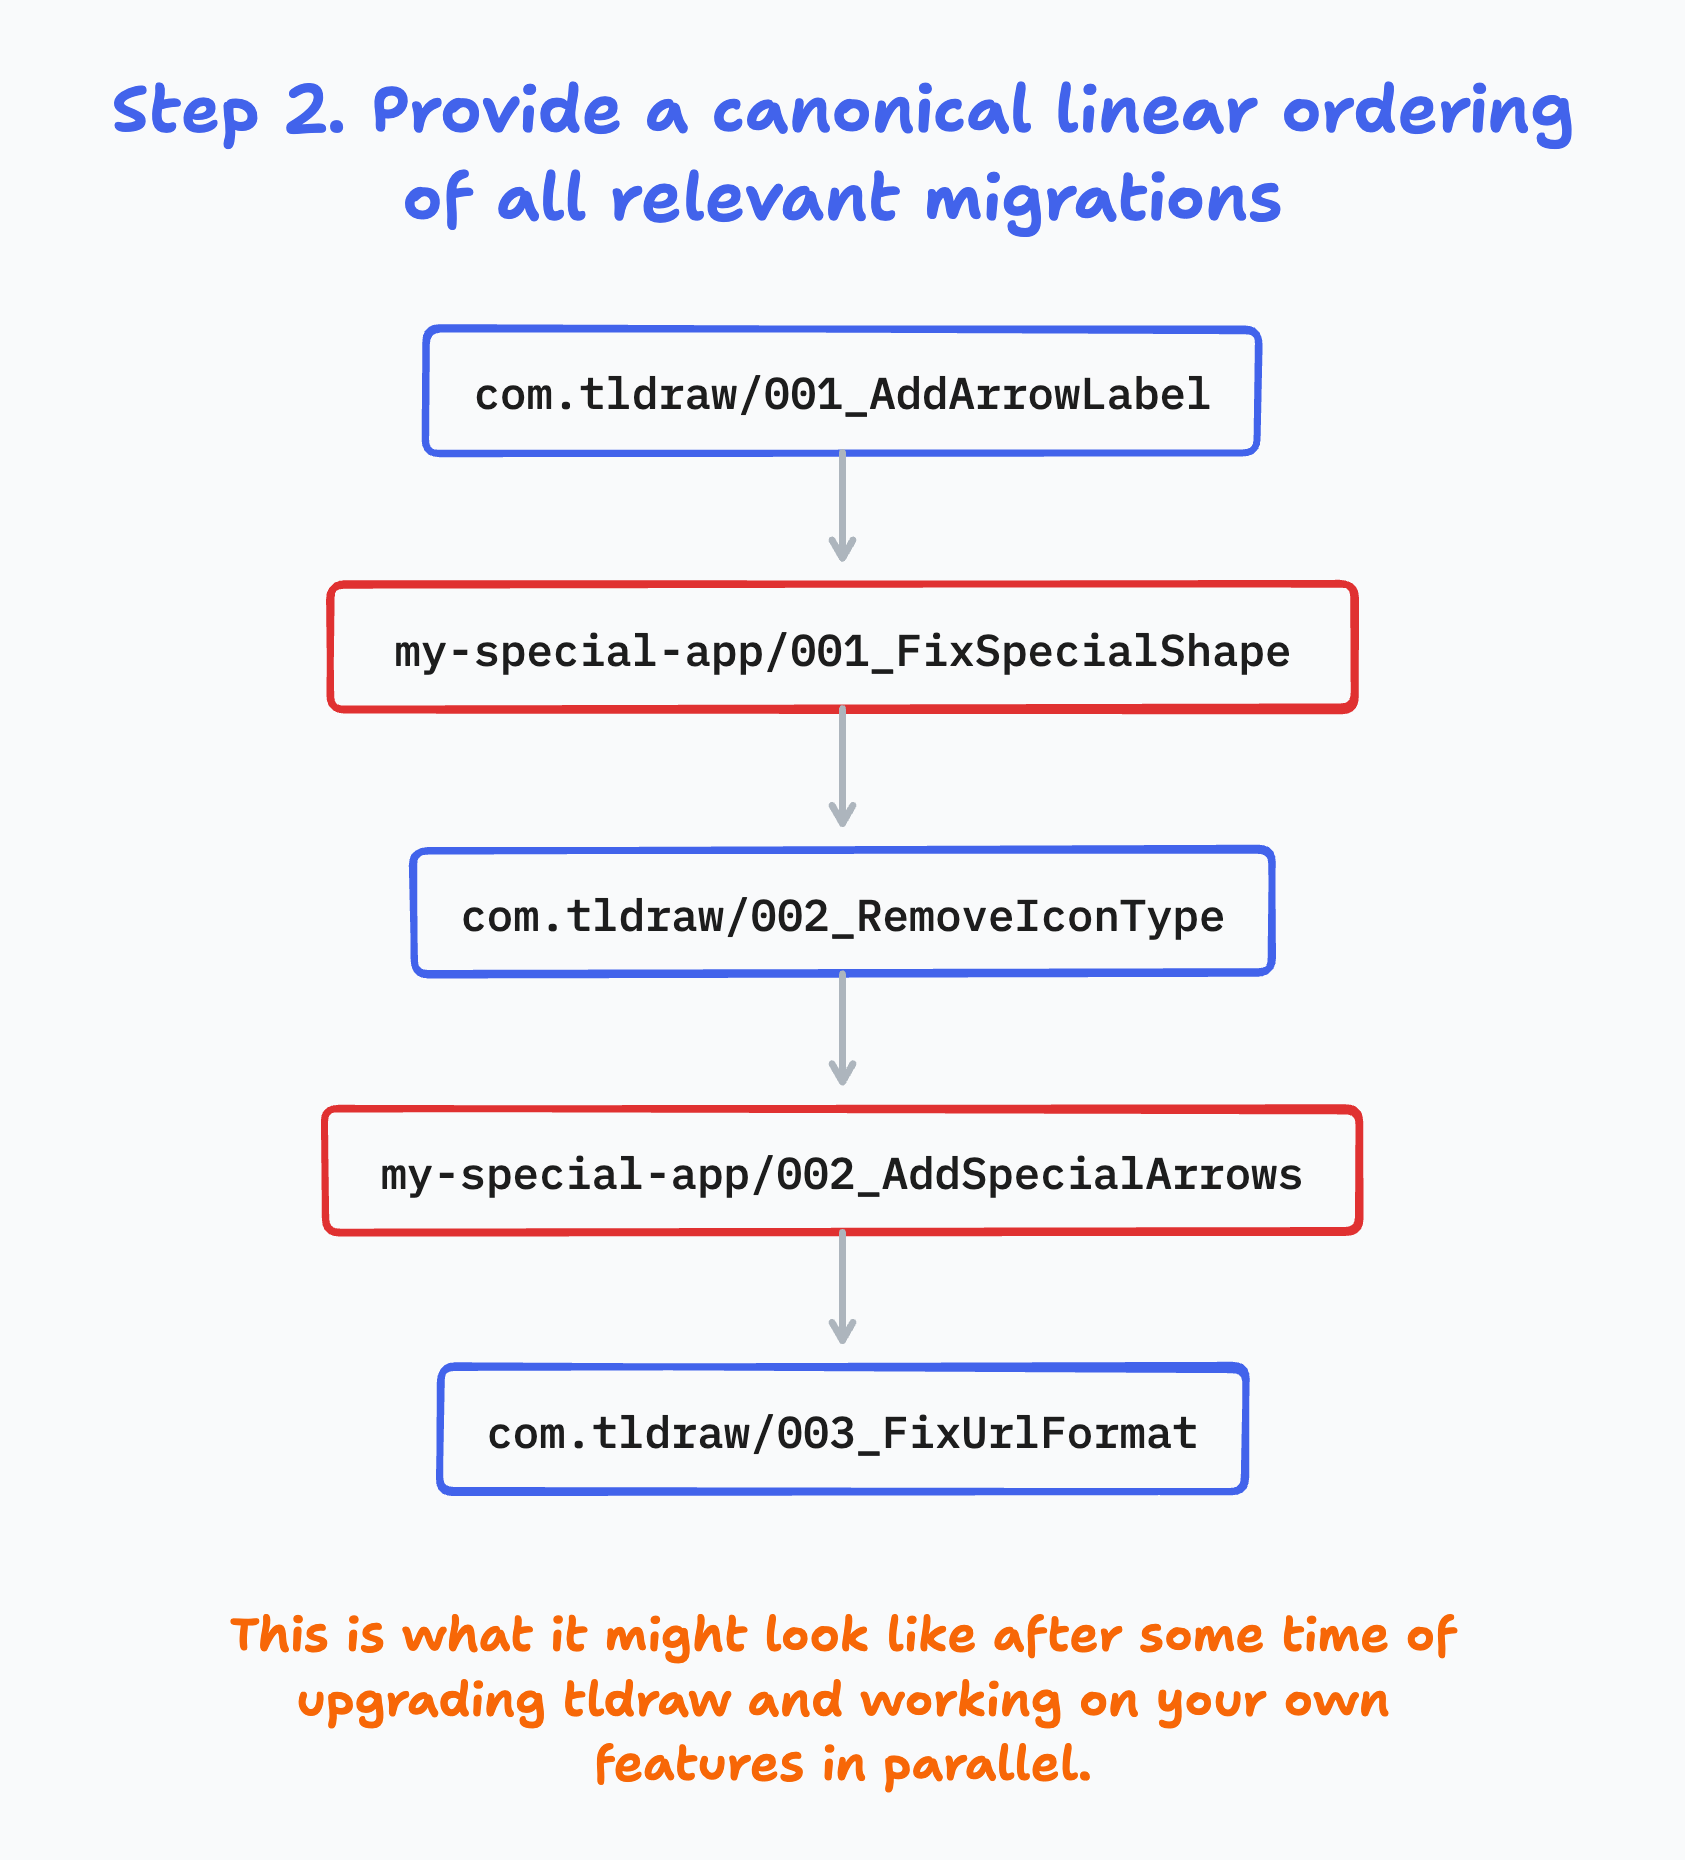 Step 2. Provide a canonical linear ordering
of all relevant migrations
com.tldraw/001_AddArrowLabel
my-special-app/001_FixSpecialShape
com.tldraw/002_RemoveIconType
my-special-app/002_AddSpecialArrows
com.tldraw/003_FixUrlFormat
This is what it might look like after some time of
upgrading tldraw and working on your own
features in parallel.